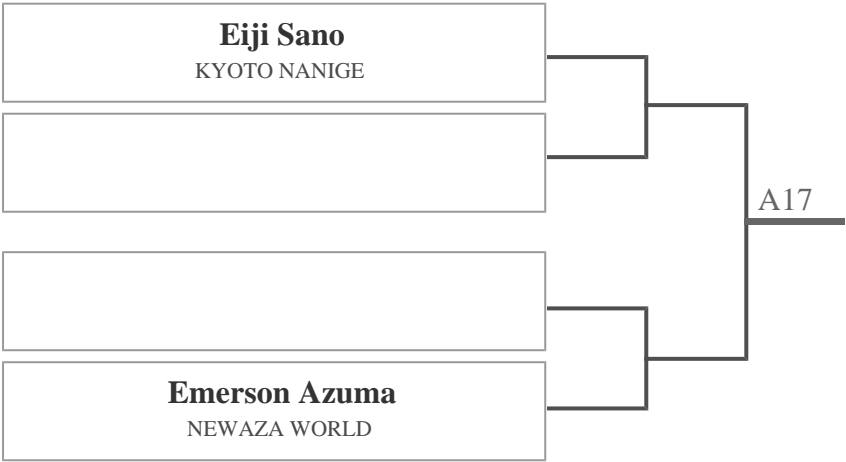 Eiji Sano
KYOTO NANIGE
A17
Emerson Azuma
NEWAZA WORLD